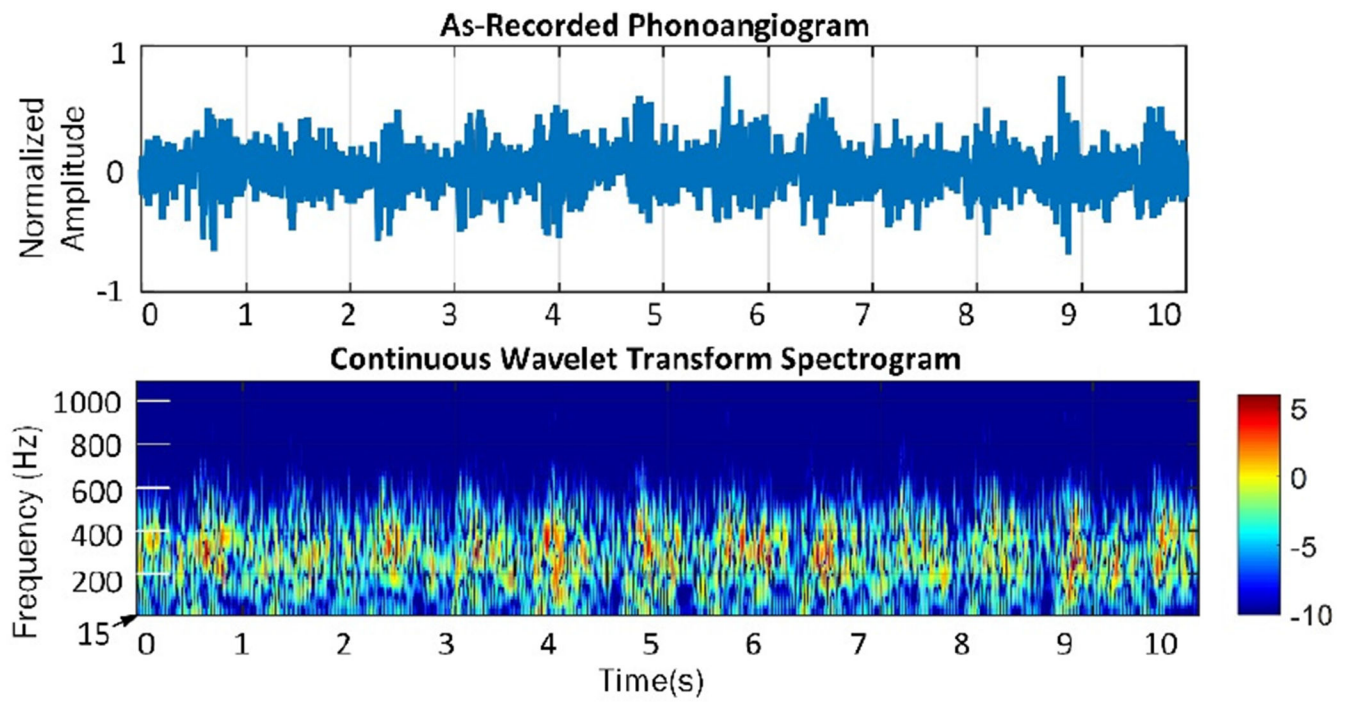 As-Recorded Phonoangiogram
Normalized
Amplitude
1
0
-1
0 1 2 3 4 5 6 7 8 9 10
Continuous Wavelet Transform Spectrogram
Frequency (Hz)
1000
800
600
400
200
15
0 1 2 3 4 5 6 7 8 9 10
Time(s)
5
0
-5
-10